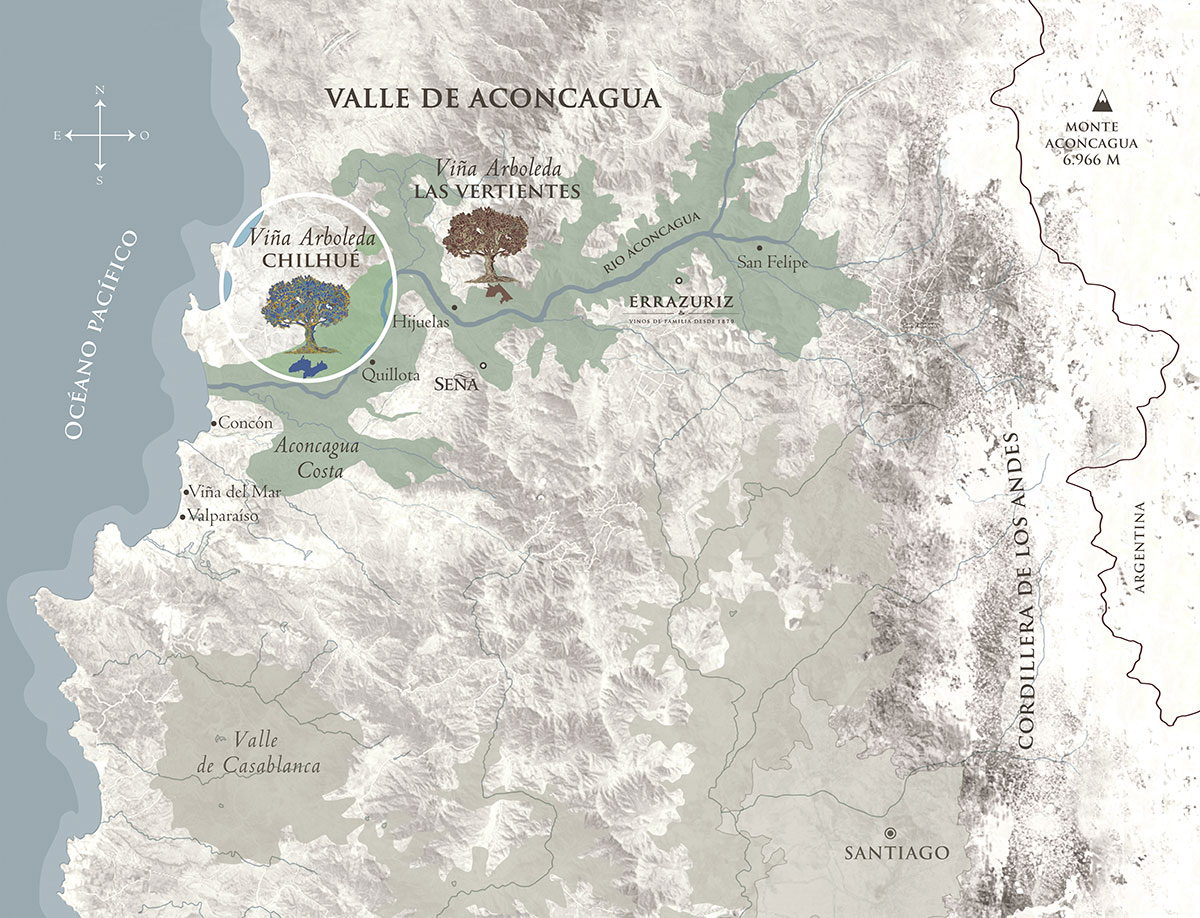 VALLE DE ACONCAGUA
N
E
O
S
MONTE
ACONCAGUA
6.966 M
Viña Arboleda
LAS VERTIENTES
Viña Arboleda
CHILHUÉ
RIO ACONCAGUA
San Felipe
ERRAZURIZ
VINOS DE FAMILIA DESDE 1870
Hijuelas
Quillota
SEÑA
OCÉANO PACÍFICO
Concón
Aconcagua
Costa
Viña del Mar
Valparaíso
CORDILLERA DE LOS ANDES
ARGENTINA
Valle
de Casablanca
SANTIAGO